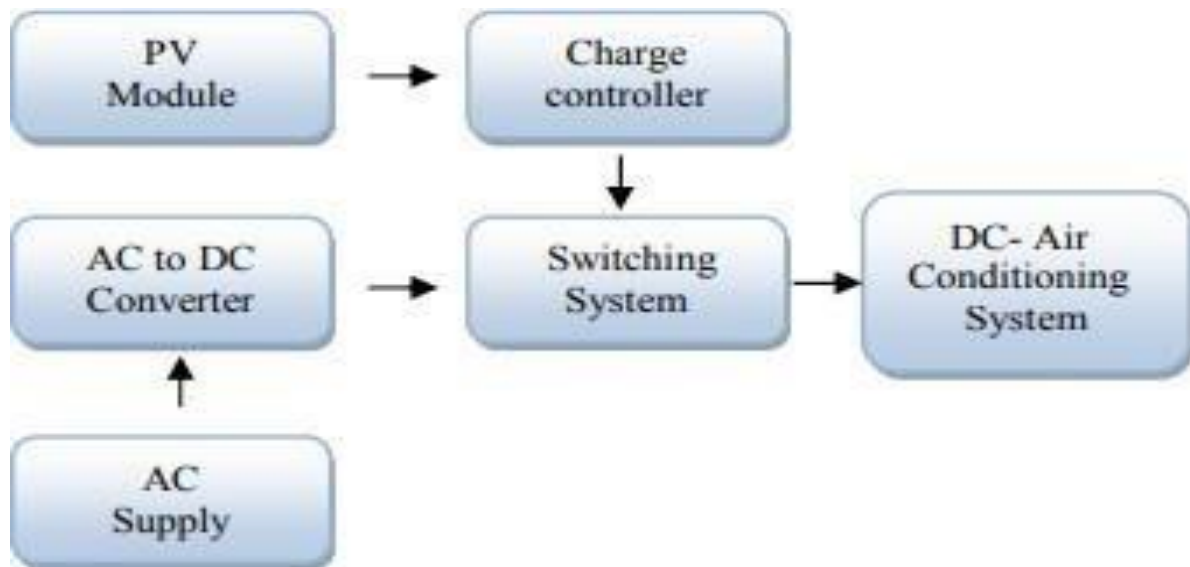 PV
Module
Charge
controller
AC to DC
Converter
Switching
System
DC- Air
Conditioning
System
AC
Supply